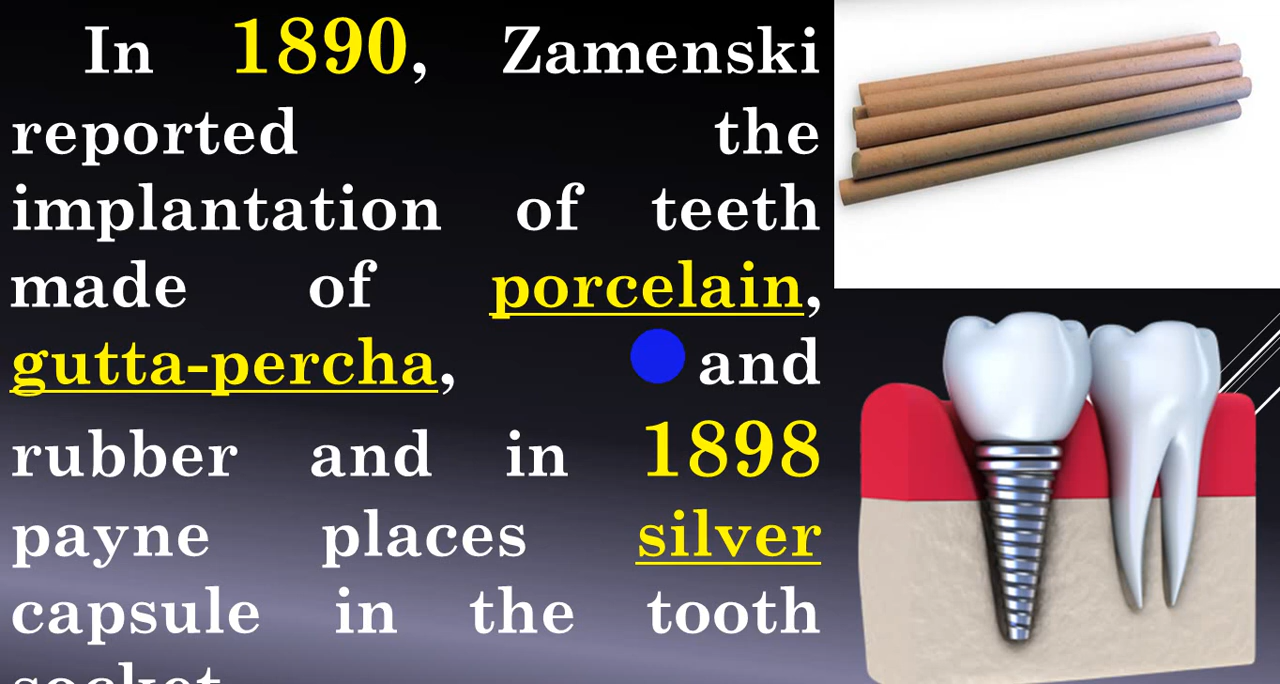 In 1890, Zamenski
reported the
implantation of teeth
made of porcelain,
gutta-percha, and
rubber and in 1898
payne places silver
capsule in the tooth
socket